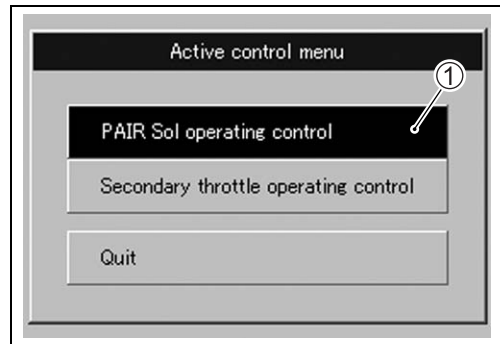 Active control menu
①
PAIR Sol operating control
Secondary throttle operating control
Quit